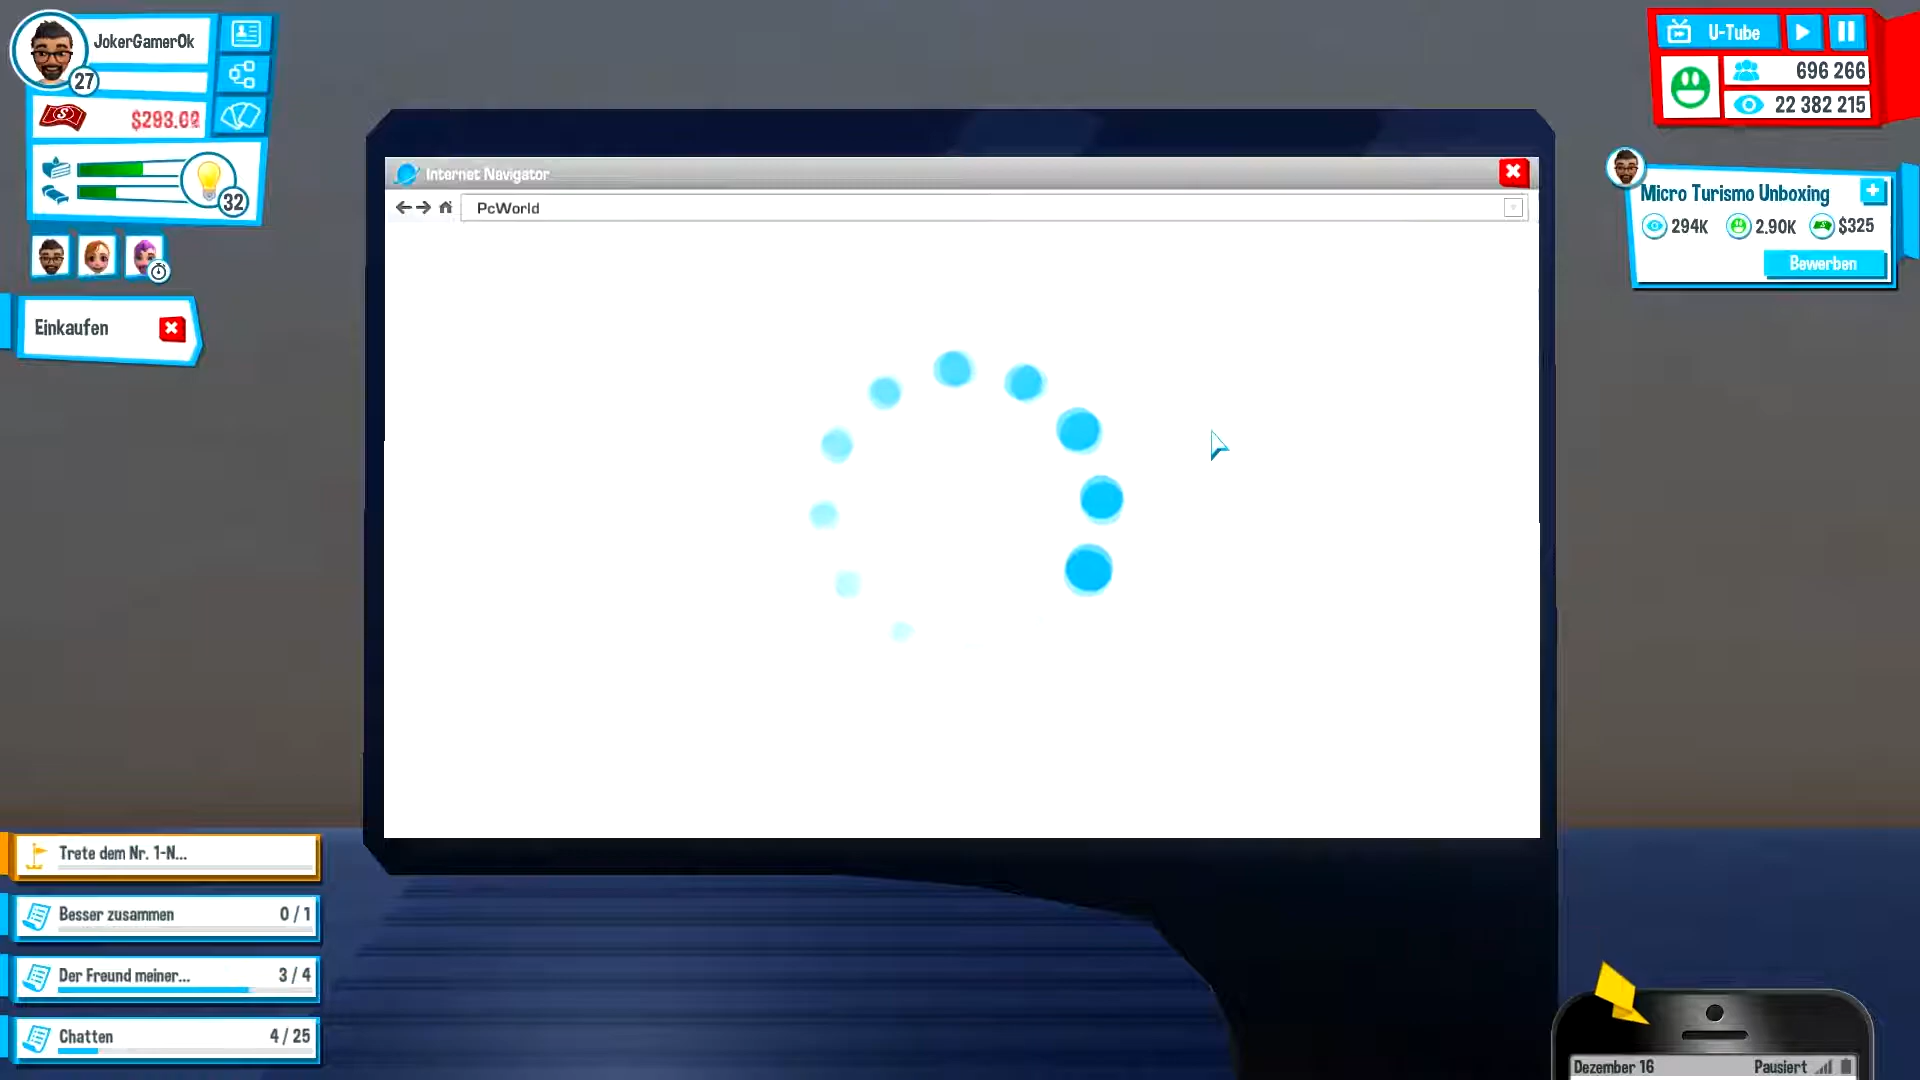 JokerGamerOk
27
32
Einkaufen
Internet Navigator
PcWorld
U-Tube
696 266
22 382 215
Micro Turismo Unboxing
294K
2.90K
$325
Bewerben
Trete dem Nr. 1-N...
Besser zusammen
0 / 1
Der Freund meiner...
3 / 4
Chatten
4 / 25
Dezember 16
Pausiert